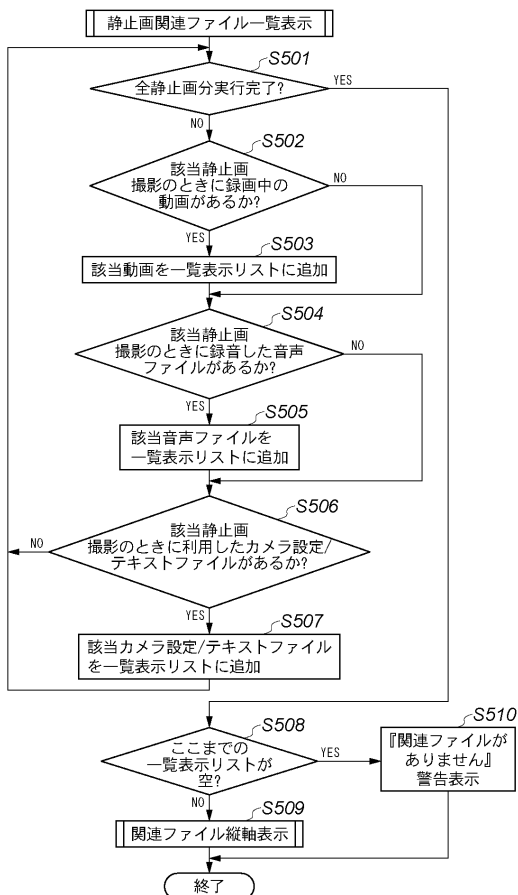 静止画関連ファイル一覧表示
S501
全静止画分実行完了?
YES
NO
S502
該当静止画
撮影のときに録画中の
動画があるか?
NO
YES
S503
該当動画を一覧表示リストに追加
S504
該当静止画
撮影のときに録音した音声
ファイルがあるか?
NO
YES
S505
該当音声ファイルを
一覧表示リストに追加
S506
該当静止画
撮影のときに利用したカメラ設定/
テキストファイルがあるか?
NO
YES
S507
該当カメラ設定/テキストファイル
を一覧表示リストに追加
S508
ここまでの
一覧表示リストが
空?
YES
NO
S510
『関連ファイルが
ありません』
警告表示
S509
関連ファイル縦軸表示
終了